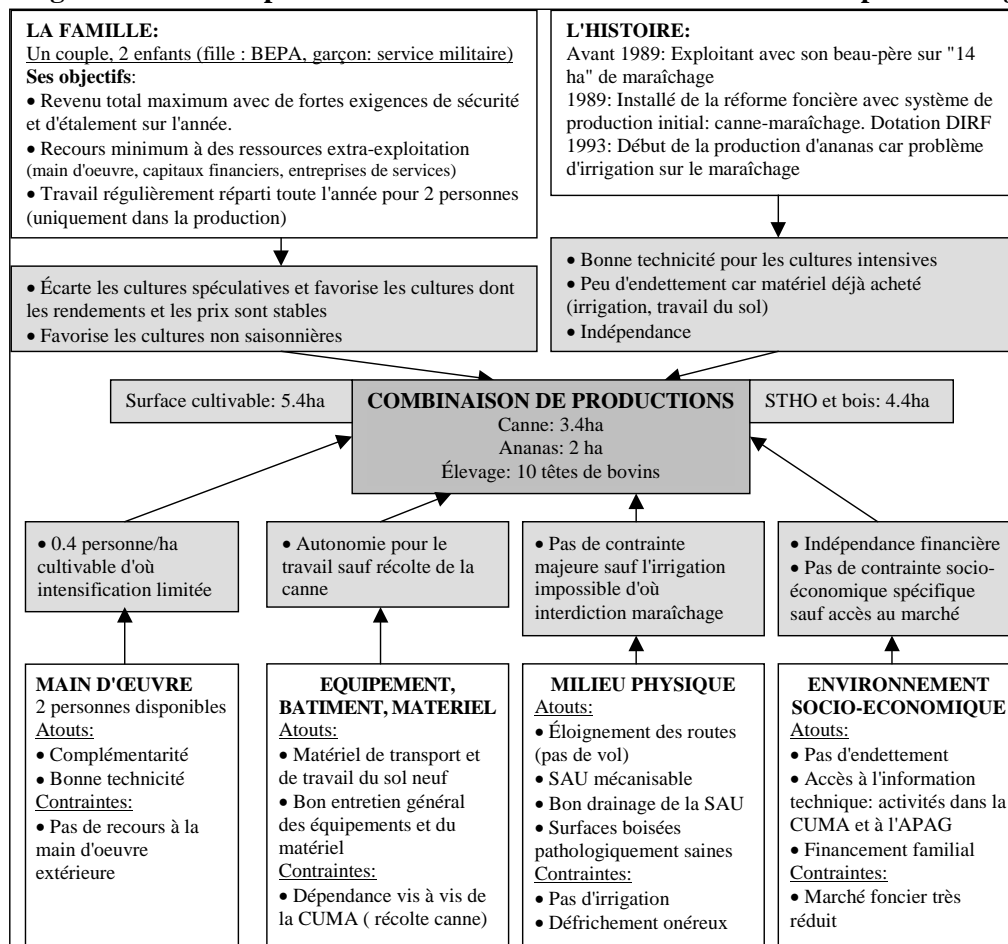 LA FAMILLE:
Un couple, 2 enfants (fille : BEPA, garçon: service militaire)
Ses objectifs:
• Revenu total maximum avec de fortes exigences de sécurité
et d'étalement sur l'année.
• Recours minimum à des ressources extra-exploitation
(main d'oeuvre, capitaux financiers, entreprises de services)
• Travail régulièrement réparti toute l'année pour 2 personnes
(uniquement dans la production)
L'HISTOIRE:
Avant 1989: Exploitant avec son beau-père sur "14
ha" de maraîchage
1989: Installé de la réforme foncière avec système de
production initial: canne-maraîchage. Dotation DIRF
1993: Début de la production d'ananas car problème
d'irrigation sur le maraîchage
• Écarte les cultures spéculatives et favorise les cultures dont
les rendements et les prix sont stables
• Favorise les cultures non saisonnières
• Bonne technicité pour les cultures intensives
• Peu d'endettement car matériel déjà acheté
(irrigation, travail du sol)
• Indépendance
Surface cultivable: 5.4ha
COMBINAISON DE PRODUCTIONS
Canne: 3.4ha
Ananas: 2 ha
Élevage: 10 têtes de bovins
STHO et bois: 4.4ha
• 0.4 personne/ha
cultivable d'où
intensification limitée
• Autonomie pour le
travail sauf récolte de la
canne
• Pas de contrainte
majeure sauf l'irrigation
impossible d'où
interdiction maraîchage
• Indépendance financière
• Pas de contrainte socio-
économique spécifique
sauf accès au marché
MAIN D'ŒUVRE
2 personnes disponibles
Atouts:
• Complémentarité
• Bonne technicité
Contraintes:
• Pas de recours à la
main d'oeuvre
extérieure
EQUIPEMENT,
BATIMENT, MATERIEL
Atouts:
• Matériel de transport et
de travail du sol neuf
• Bon entretien général
des équipements et du
matériel
Contraintes:
• Dépendance vis à vis de
la CUMA ( récolte canne)
MILIEU PHYSIQUE
Atouts:
• Éloignement des routes
(pas de vol)
• SAU mécanisable
• Bon drainage de la SAU
• Surfaces boisées
pathologiquement saines
Contraintes:
• Pas d'irrigation
• Défrichement onéreux
ENVIRONNEMENT
SOCIO-ECONOMIQUE
Atouts:
• Pas d'endettement
• Accès à l'information
technique: activités dans la
CUMA et à l'APAG
• Financement familial
Contraintes:
• Marché foncier très
réduit